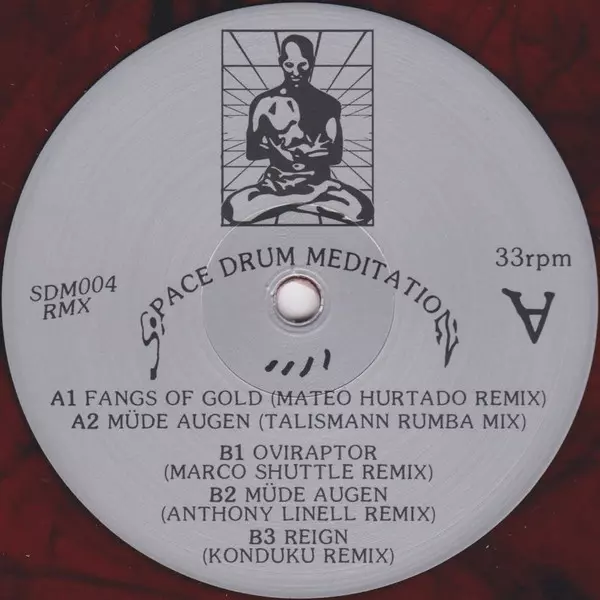 SPACE DRUM MEDITATION
SDM004
RMX
33rpm
A
A1 FANGS OF GOLD (MATEO HURTADO REMIX)
A2 MÜDE AUGEN (TALISMANN RUMBA MIX)
B1 OVIRAPTOR
(MARCO SHUTTLE REMIX)
B2 MÜDE AUGEN
(ANTHONY LINELL REMIX)
B3 REIGN
(KONDUKU REMIX)